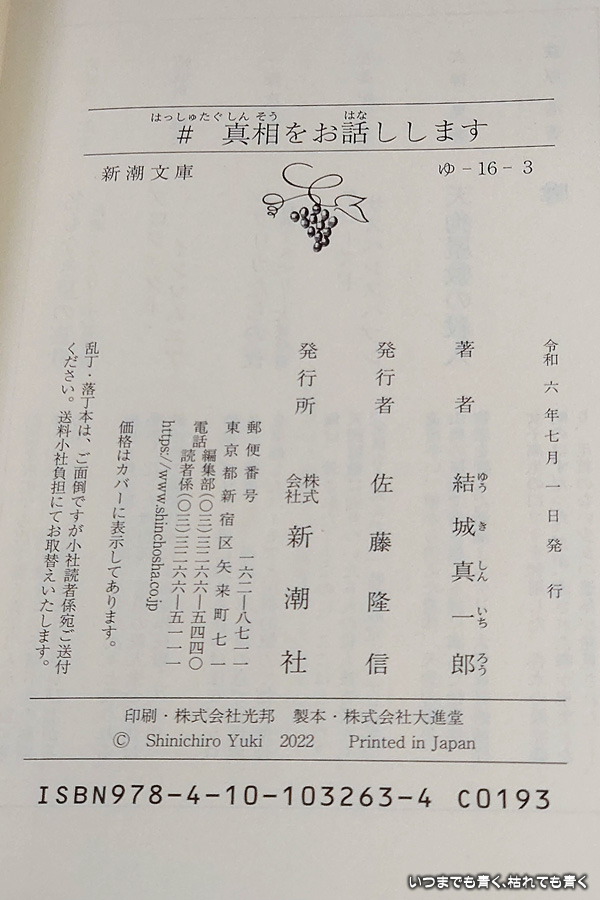 はっしゅたぐしんそう　はな
# 真相をお話しします
新潮文庫　ゆ-16-3
令和六年七月一日発行
著者　結城真一郎
ゆうきしんいちろう
発行者　佐藤隆信
発行所　株式会社 新潮社
郵便番号　一六二―八七一一
東京都新宿区矢来町七一
電話 編集部(〇三)三二六六―五四四〇
読者係(〇三)三二六六―五一一一
https://www.shinchosha.co.jp
価格はカバーに表示してあります。
乱丁・落丁本は、ご面倒ですが小社読者係宛ご送付
ください。送料小社負担にてお取替えいたします。
印刷・株式会社光邦　製本・株式会社大進堂
© Shinichiro Yuki 2022　Printed in Japan
ISBN978-4-10-103263-4 C0193
いつまでも青く､枯れても青く